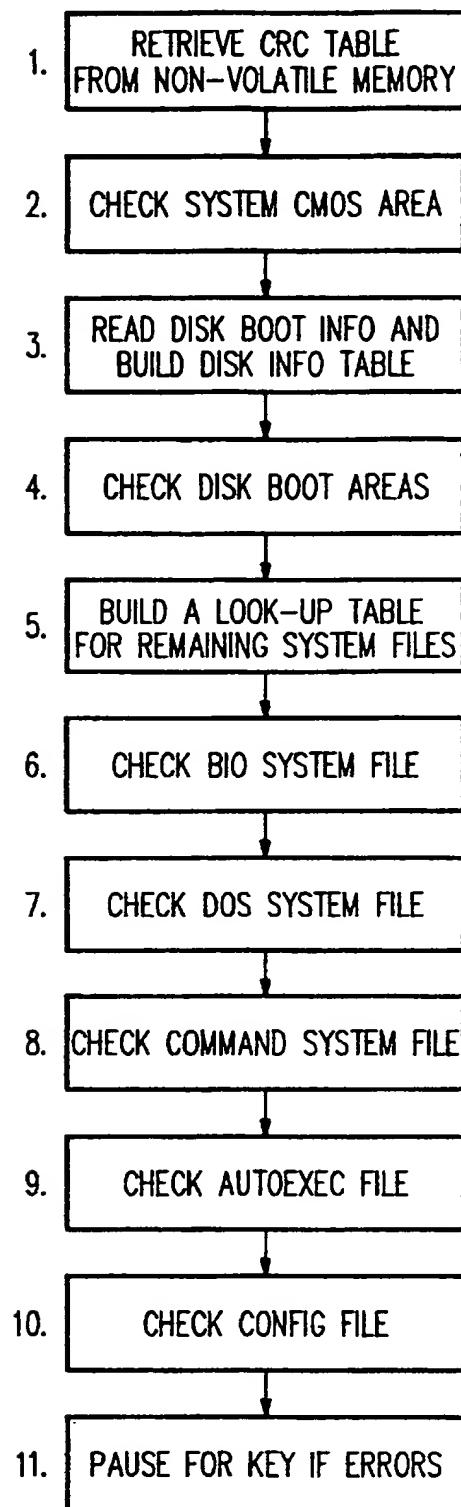 1. RETRIEVE CRC TABLE
FROM NON-VOLATILE MEMORY
2. CHECK SYSTEM CMOS AREA
3. READ DISK BOOT INFO AND
BUILD DISK INFO TABLE
4. CHECK DISK BOOT AREAS
5. BUILD A LOOK-UP TABLE
FOR REMAINING SYSTEM FILES
6. CHECK BIO SYSTEM FILE
7. CHECK DOS SYSTEM FILE
8. CHECK COMMAND SYSTEM FILE
9. CHECK AUTOEXEC FILE
10. CHECK CONFIG FILE
11. PAUSE FOR KEY IF ERRORS